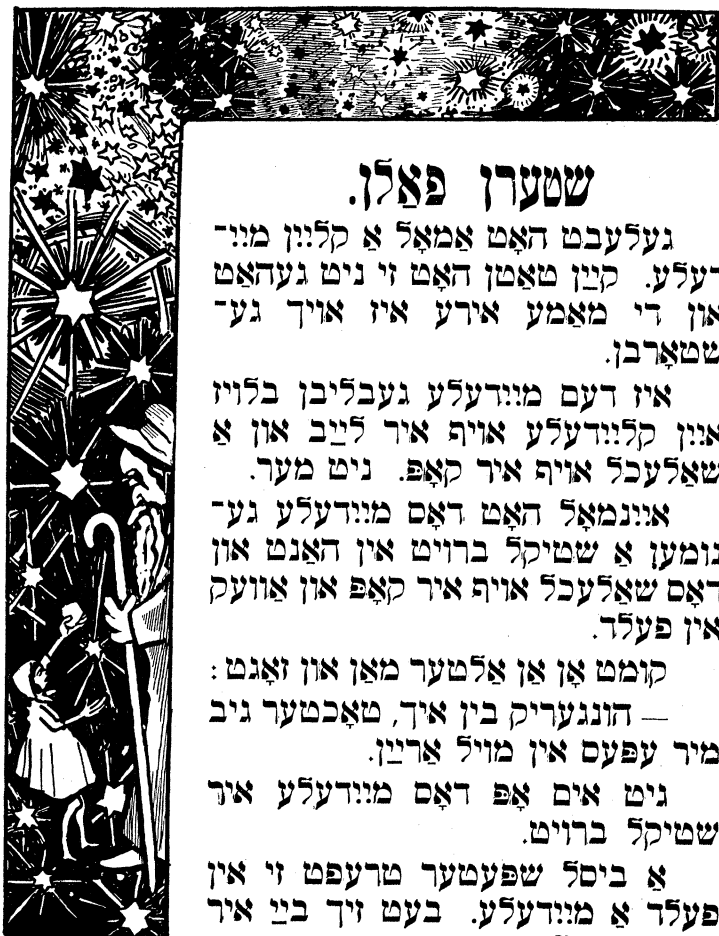 שטערן פאַלן.
געלעבט האָט אַמאָל אַ קליין מיי־
דעלע. קיין טאַטן האָט זי ניט געהאַט
און די מאַמע אירע איז אויך גע־
שטאָרבן.
איז דעם מיידעלע געבליבן בלויז
איין קליידעלע אויף איר לייַב און אַ
שאַלעכל אויף איר קאָפּ. ניט מער.
איינמאָל האָט דאָס מיידעלע גע־
נומען אַ שטיקל ברויט אין האַנט און
דאָס שאַלעכל אויף איר קאָפּ און אַוועק
אין פעלד.
קומט אָן אַן אַלטער מאַן און זאָגט:
— הונגעריק בין איך, טאָכטער גיב
מיר עפּעס אין מויל אַרייַן.
גיט אים אָפּ דאָס מיידעלע איר
שטיקל ברויט.
אַ ביסל שפּעטער טרעפט זי אין
פעלד אַ מיידעלע. בעט זיך בייַ איר